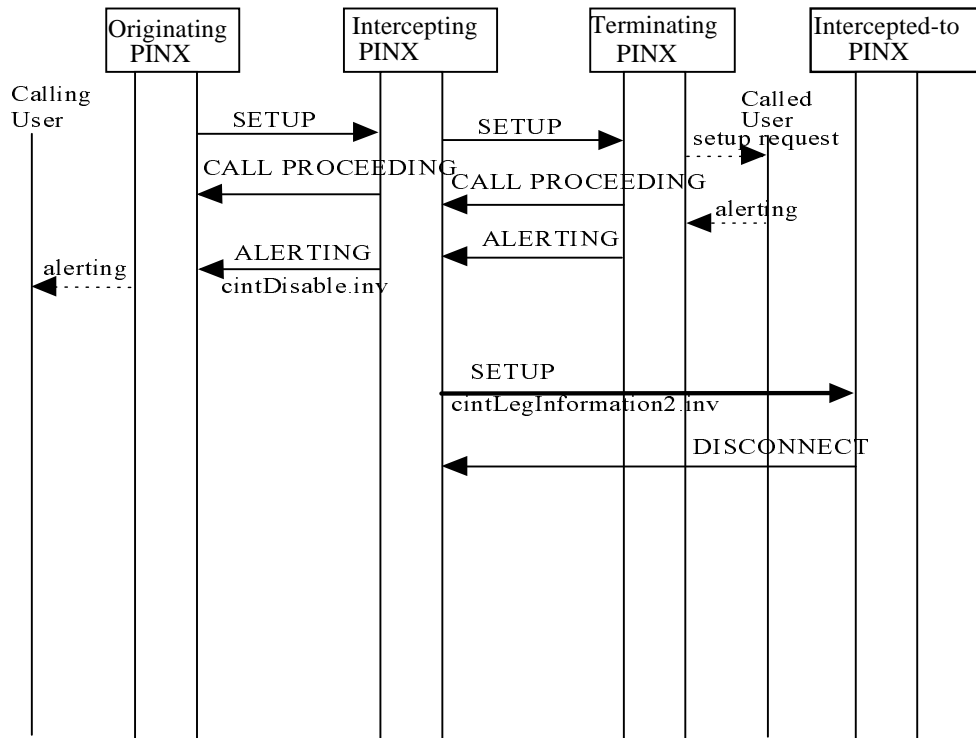 Originating
PINX
Intercepting
PINX
Terminating
PINX
Intercepted-to
PINX
Calling
User
Called
User
SETUP
SETUP
setup request
CALL PROCEEDING
CALL PROCEEDING
alerting
ALERTING
ALERTING
alerting
cintDisable.inv
SETUP
cintLegInformation2.inv
DISCONNECT